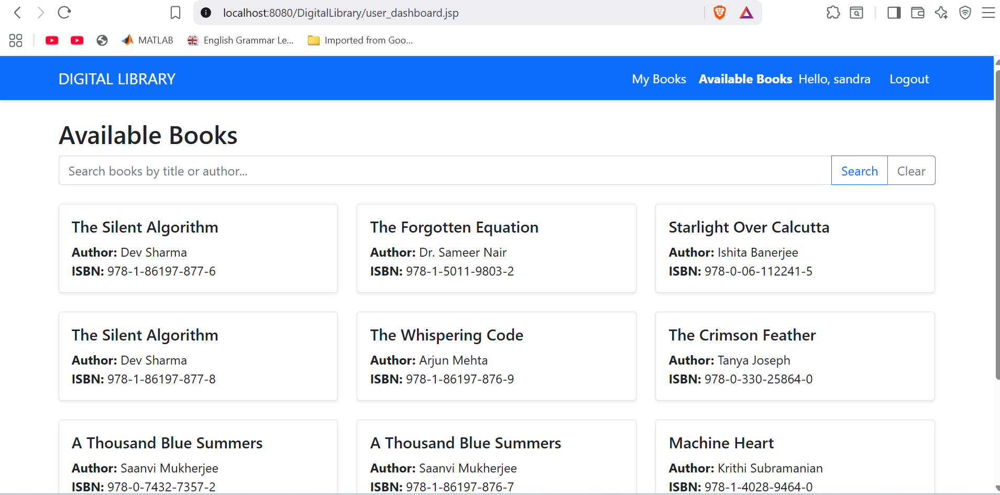 localhost:8080/DigitalLibrary/user_dashboard.jsp
MATLAB English Grammar Le... Imported from Goo...
DIGITAL LIBRARY My Books Available Books Hello, sandra Logout
Available Books
Search books by title or author... Search Clear
The Silent Algorithm
Author: Dev Sharma
ISBN: 978-1-86197-877-6
The Forgotten Equation
Author: Dr. Sameer Nair
ISBN: 978-1-5011-9803-2
Starlight Over Calcutta
Author: Ishita Banerjee
ISBN: 978-0-06-112241-5
The Silent Algorithm
Author: Dev Sharma
ISBN: 978-1-86197-877-8
The Whispering Code
Author: Arjun Mehta
ISBN: 978-1-86197-876-9
The Crimson Feather
Author: Tanya Joseph
ISBN: 978-0-330-25864-0
A Thousand Blue Summers
Author: Saanvi Mukherjee
ISBN: 978-0-7432-7357-2
A Thousand Blue Summers
Author: Saanvi Mukherjee
ISBN: 978-1-86197-876-7
Machine Heart
Author: Krithi Subramanian
ISBN: 978-1-4028-9464-0